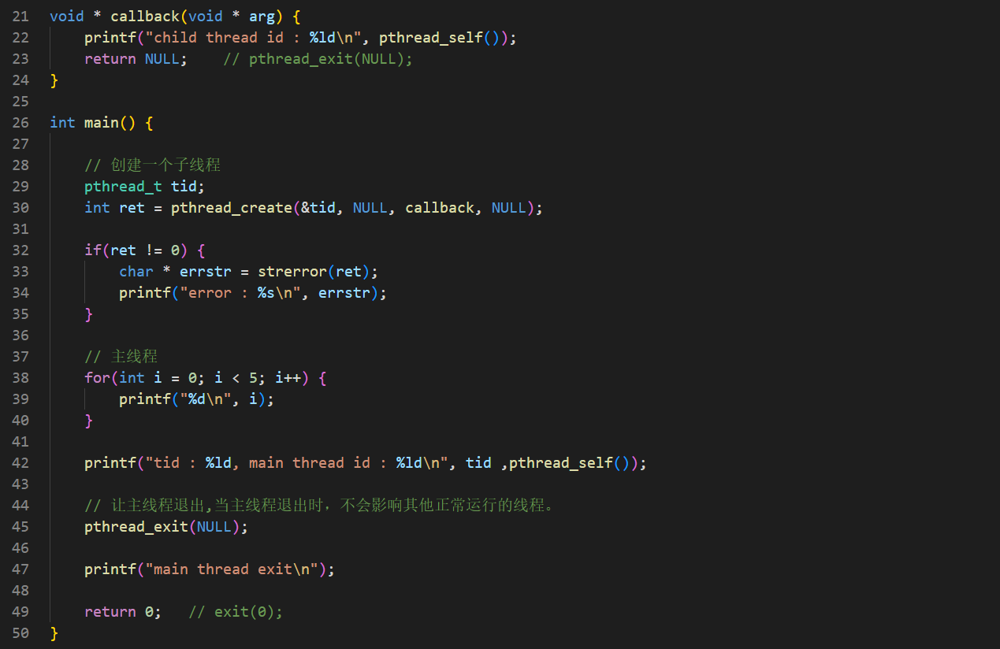 21 void * callback(void * arg) {
22     printf("child thread id : %ld\n", pthread_self());
23     return NULL;    // pthread_exit(NULL);
24 }
25
26 int main() {
27
28     // 创建一个子线程
29     pthread_t tid;
30     int ret = pthread_create(&tid, NULL, callback, NULL);
31
32     if(ret != 0) {
33         char * errstr = strerror(ret);
34         printf("error : %s\n", errstr);
35     }
36
37     // 主线程
38     for(int i = 0; i < 5; i++) {
39         printf("%d\n", i);
40     }
41
42     printf("tid : %ld, main thread id : %ld\n", tid ,pthread_self());
43
44     // 让主线程退出,当主线程退出时，不会影响其他正常运行的线程。
45     pthread_exit(NULL);
46
47     printf("main thread exit\n");
48
49     return 0;   // exit(0);
50 }